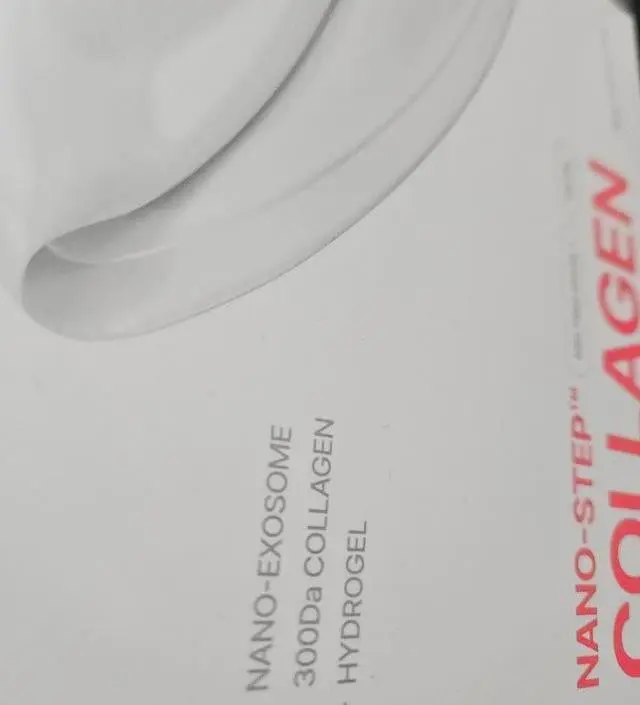 NANO-EXOSOME
300Da COLLAGEN
HYDROGEL
NANO-STEP™
COLLAGEN